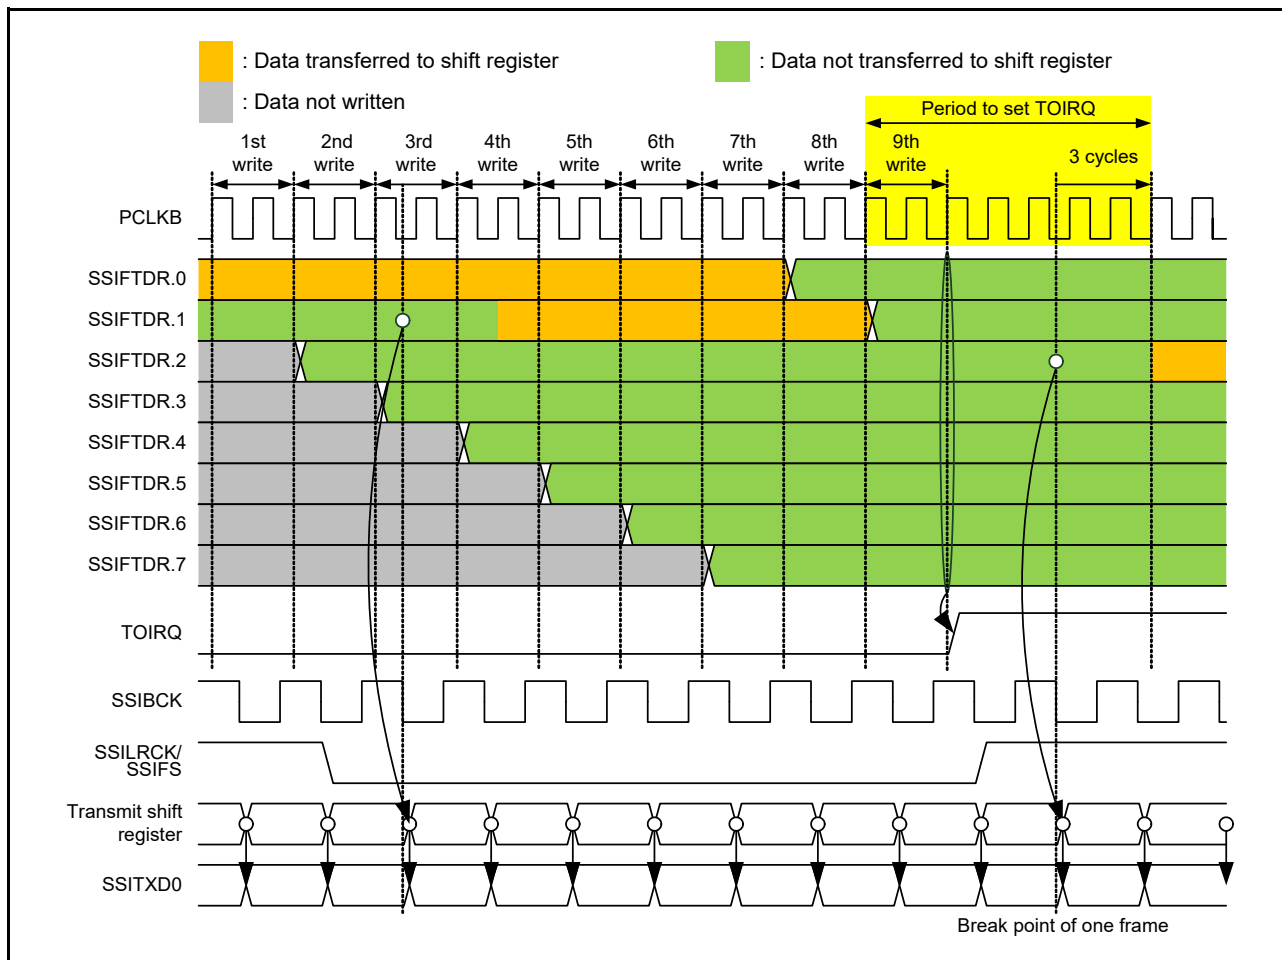 : Data transferred to shift register
: Data not transferred to shift register
: Data not written
Period to set TOIRQ
1st
write
2nd
write
3rd
write
4th
write
5th
write
6th
write
7th
write
8th
write
9th
write
3 cycles
PCLKB
SSIFTDR.0
SSIFTDR.1
SSIFTDR.2
SSIFTDR.3
SSIFTDR.4
SSIFTDR.5
SSIFTDR.6
SSIFTDR.7
TOIRQ
SSIBCK
SSILRCK/
SSIFS
Transmit shift
register
SSITXD0
Break point of one frame